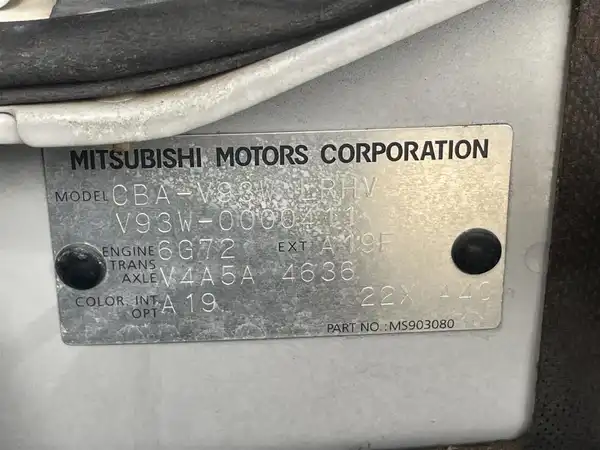 MITSUBISHI MOTORS CORPORATION
MODEL CBA-V93W LRHV
V93W-0000411
ENGINE 6G72 EXT A19F
TRANS AXLE V4A5A 4636
COLOR, INT OPT A19 22X 44C
PART NO.:MS903080